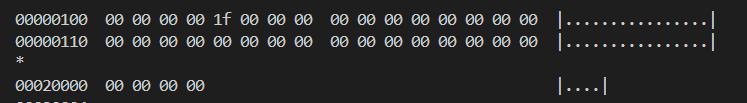 00000100  00 00 00 00 1f 00 00 00  00 00 00 00 00 00 00 00  |................|
00000110  00 00 00 00 00 00 00 00  00 00 00 00 00 00 00 00  |................|
*
00020000  00 00 00 00                                       |....|